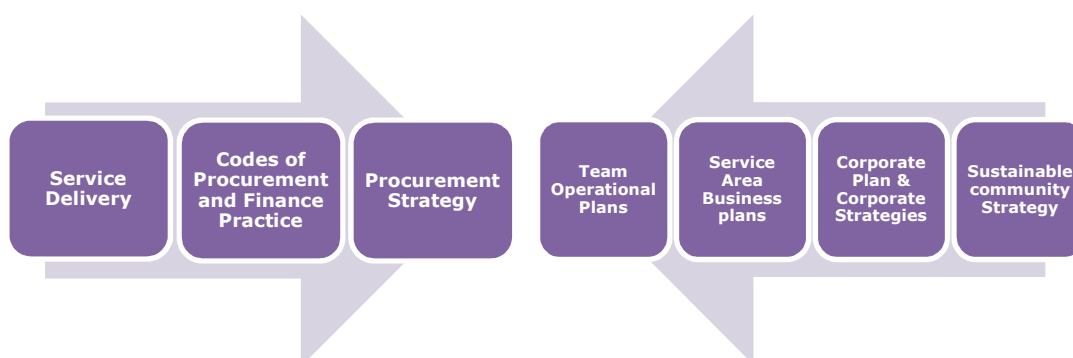 Service
Delivery
Codes of
Procurement
and Finance
Practice
Procurement
Strategy
Team
Operational
Plans
Service
Area
Business
plans
Corporate
Plan &
Corporate
Strategies
Sustainable
community
Strategy